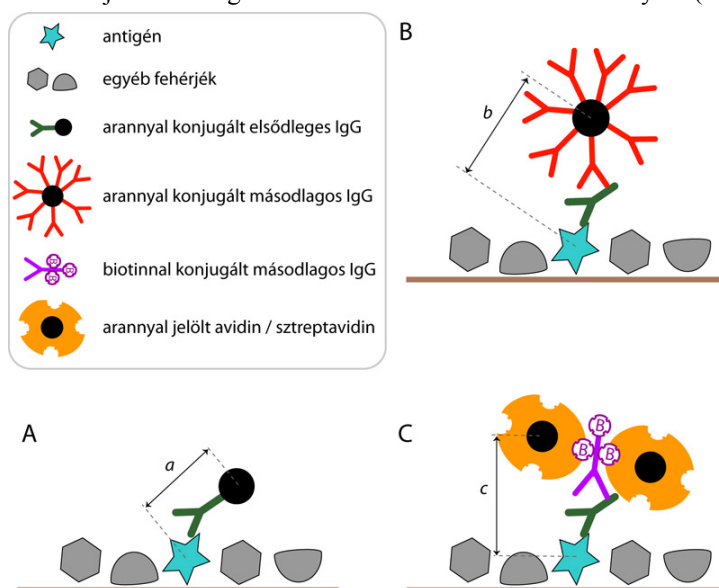 antigén
egyéb fehérjék
arannyal konjugált elsődleges IgG
arannyal konjugált másodlagos IgG
biotinnal konjugált másodlagos IgG
arannyal jelölt avidin / sztreptavidin
B
b
A
a
C
c
B
B
B